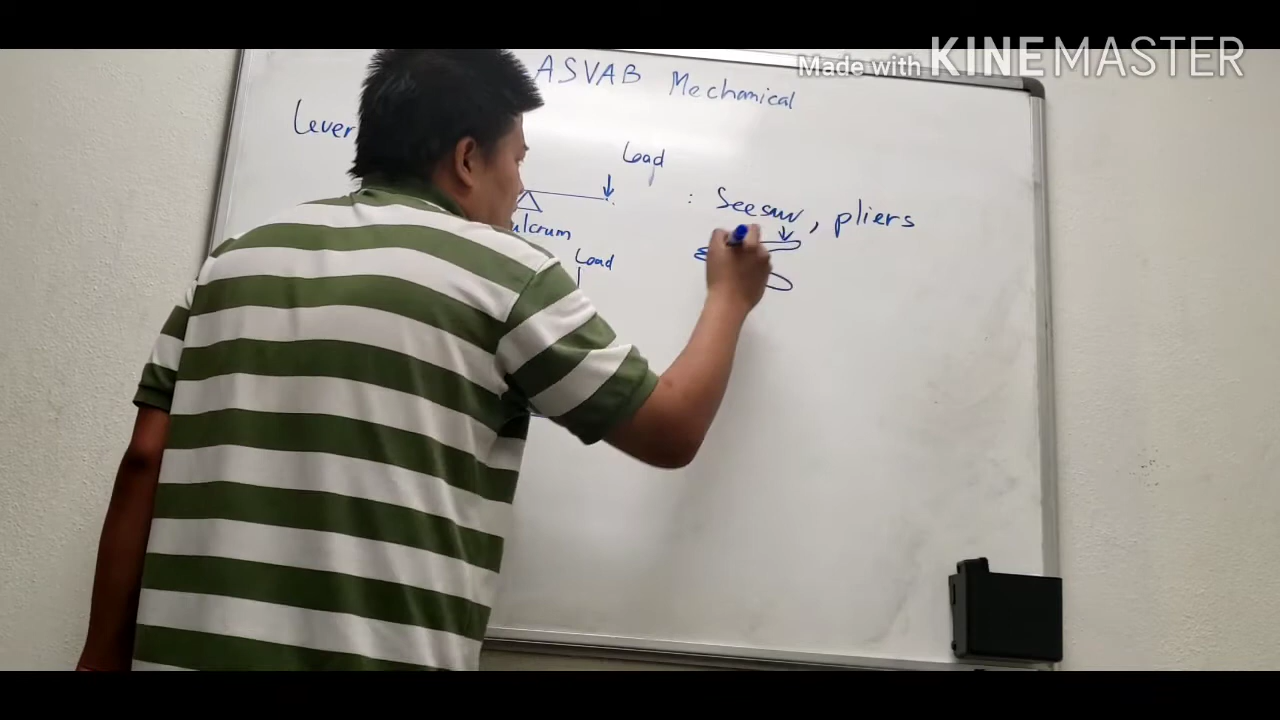 Made with KINEMASTER
ASVAB Mechanical
Lever
Load
: Seesaw, pliers
ulcrum
Load